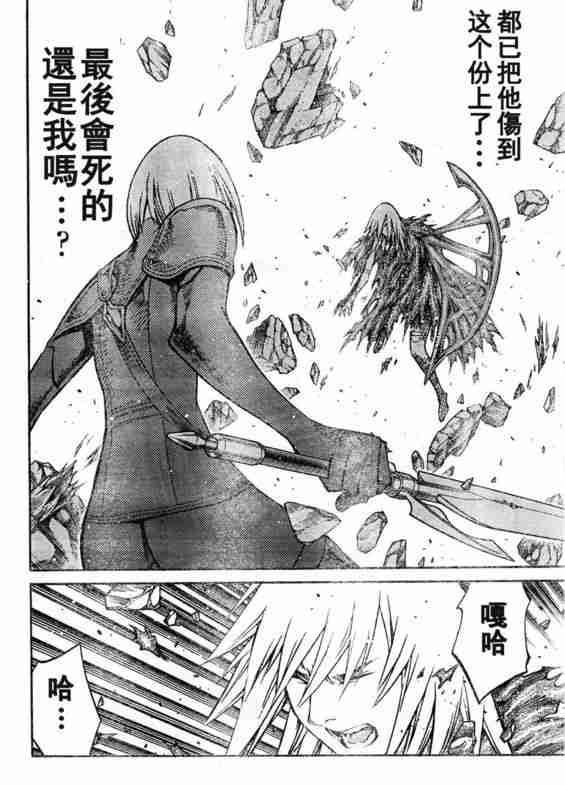 都已把他傷到
这个份上了…
最後會死的
還是我嗎…?
嘎哈
哈…